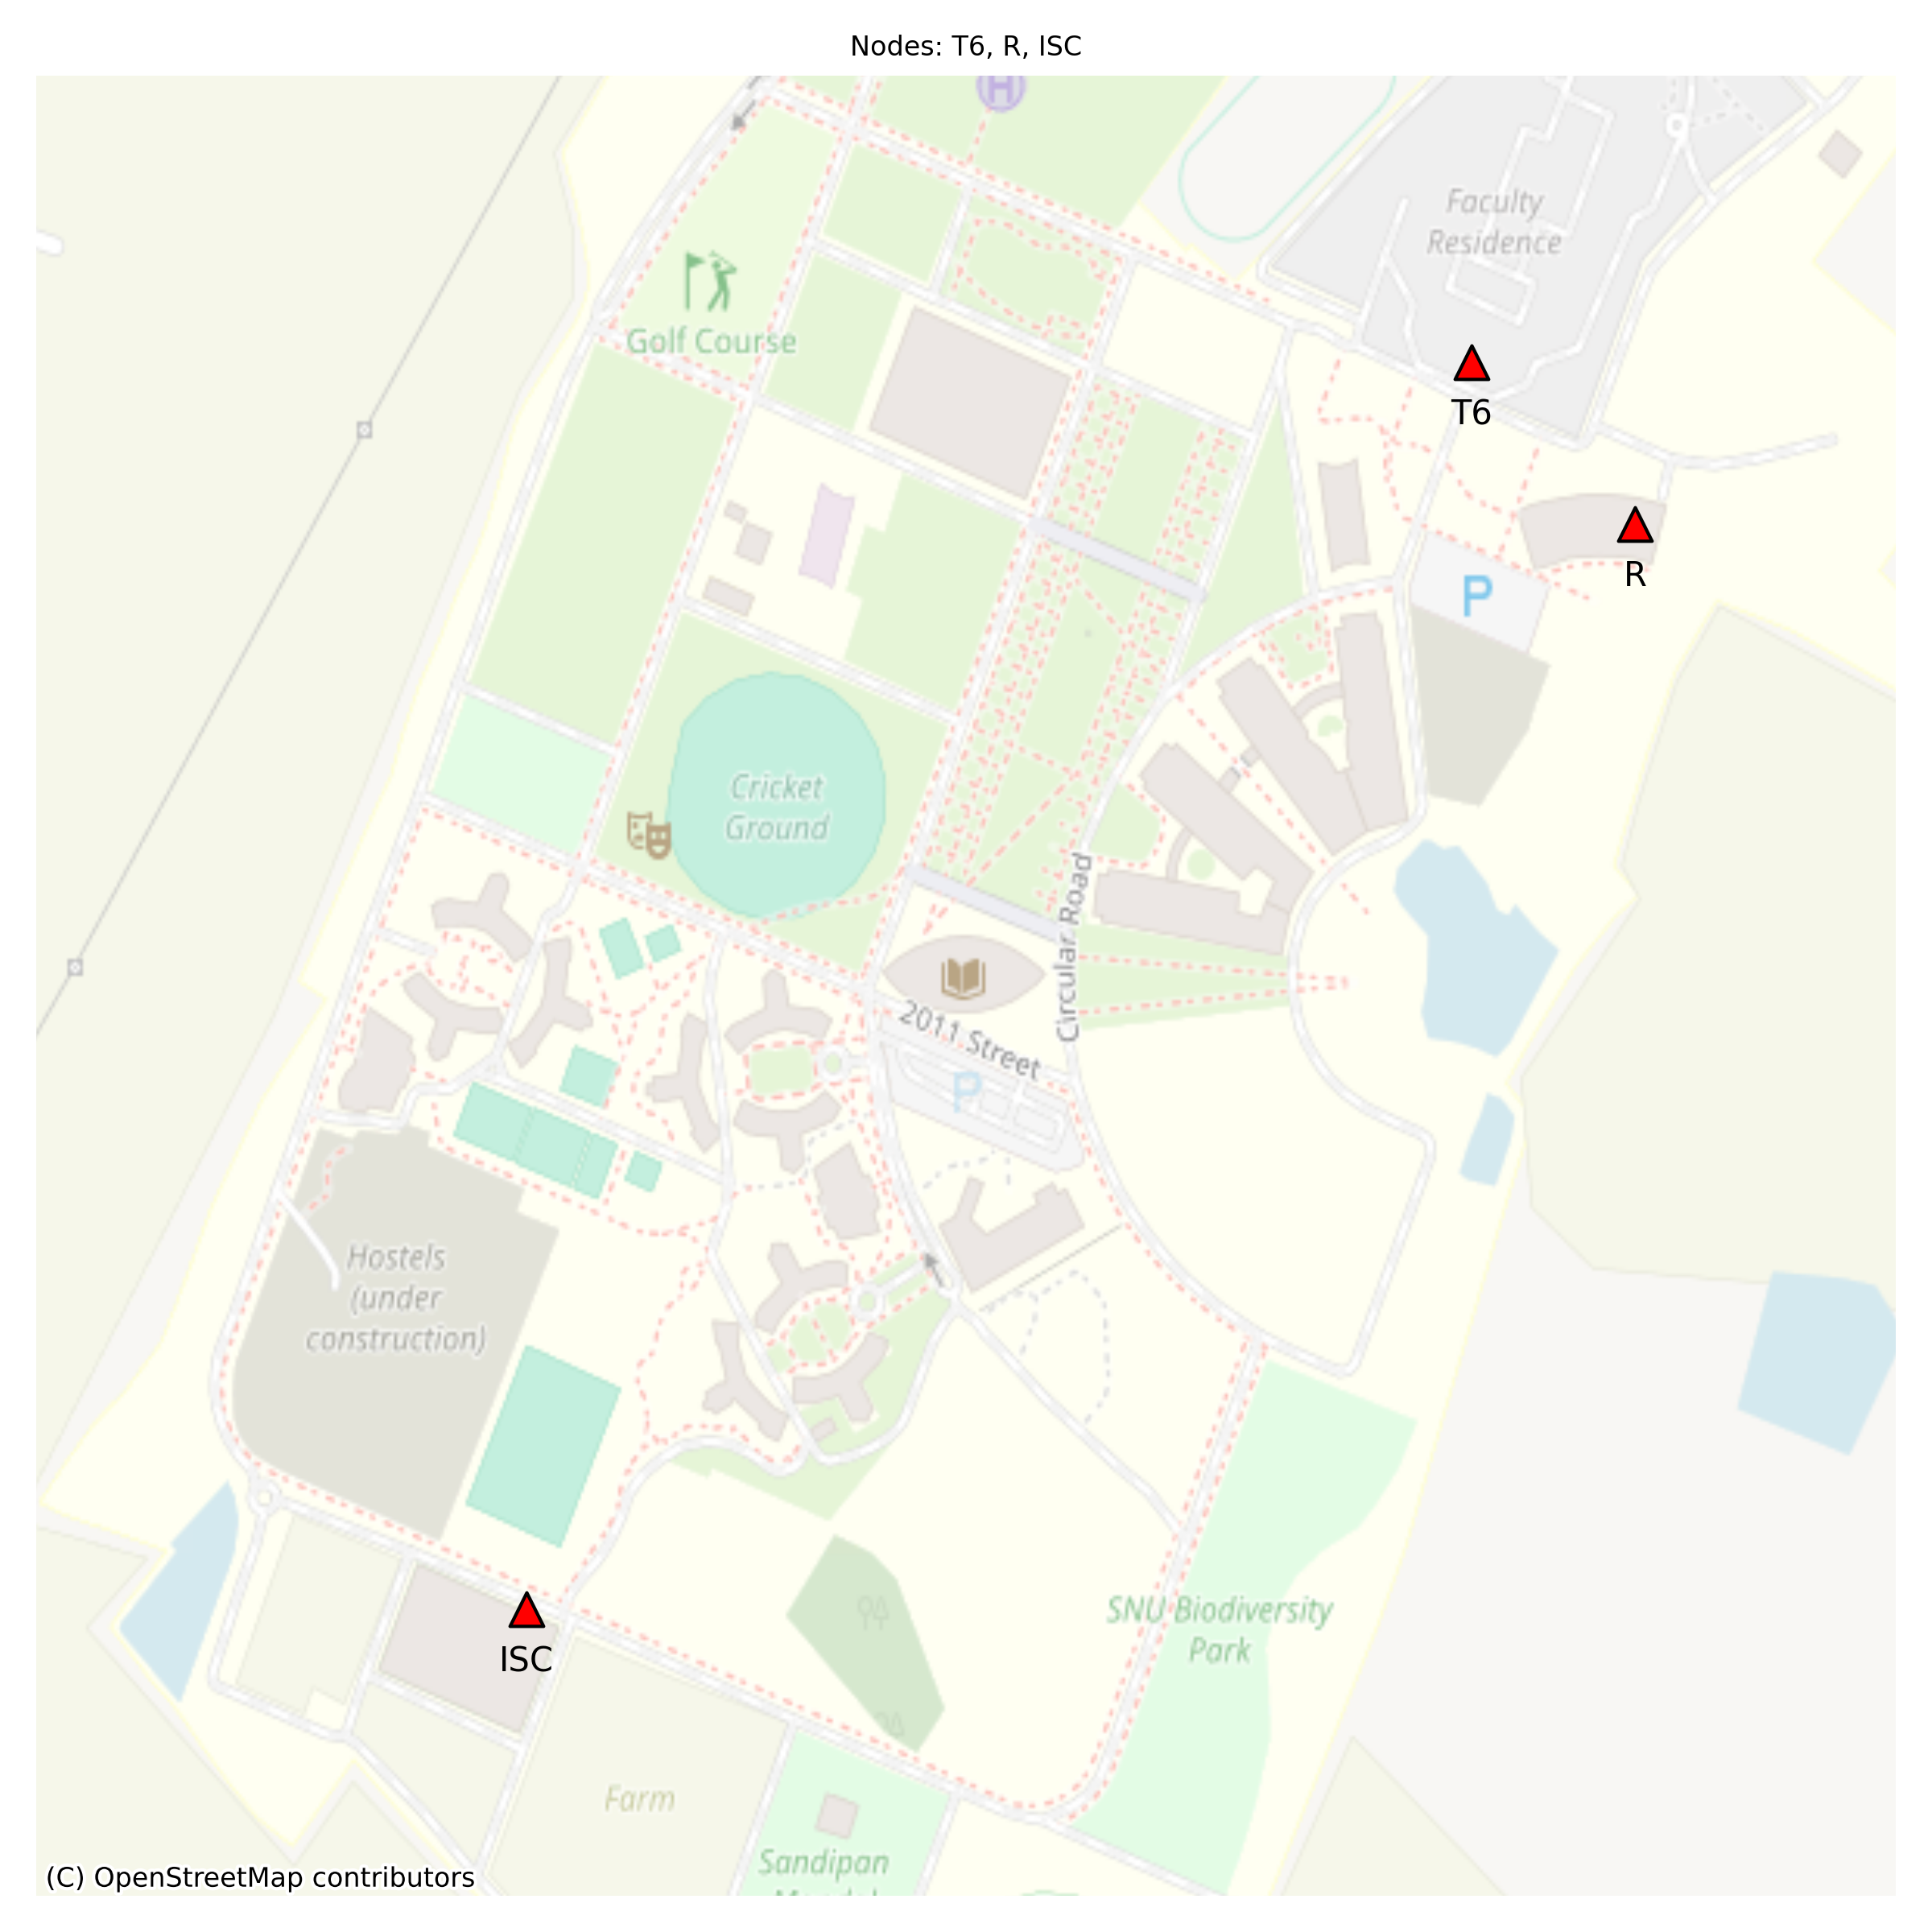 Nodes: T6, R, ISC
H
Faculty
Residence
Golf Course
T6
R
P
Cricket
Ground
Circular Road
2011 Street
P
Hostels
(under
construction)
ISC
SNU Biodiversity
Park
Farm
Sandipan
(C) OpenStreetMap contributors